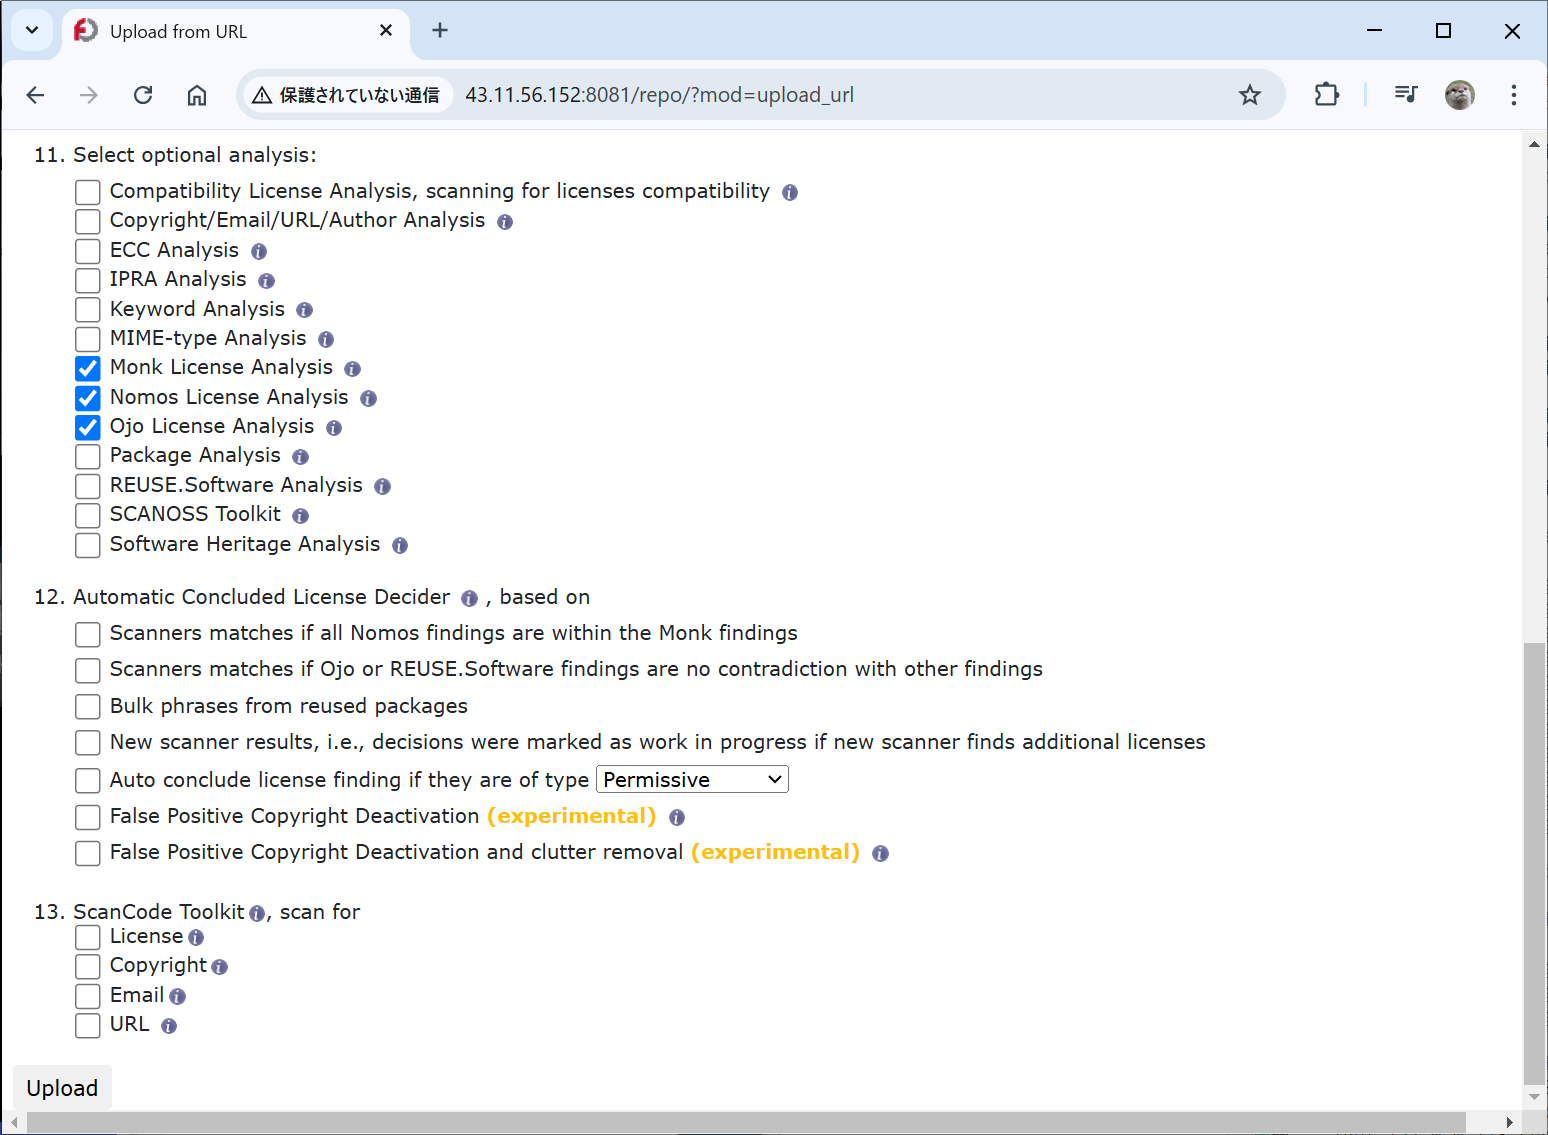 Upload from URL
保護されていない通信 43.11.56.152:8081/repo/?mod=upload_url
11. Select optional analysis:
Compatibility License Analysis, scanning for licenses compatibility
Copyright/Email/URL/Author Analysis
ECC Analysis
IPRA Analysis
Keyword Analysis
MIME-type Analysis
Monk License Analysis
Nomos License Analysis
Ojo License Analysis
Package Analysis
REUSE.Software Analysis
SCANOSS Toolkit
Software Heritage Analysis
12. Automatic Concluded License Decider , based on
Scanners matches if all Nomos findings are within the Monk findings
Scanners matches if Ojo or REUSE.Software findings are no contradiction with other findings
Bulk phrases from reused packages
New scanner results, i.e., decisions were marked as work in progress if new scanner finds additional licenses
Auto conclude license finding if they are of type Permissive
False Positive Copyright Deactivation (experimental)
False Positive Copyright Deactivation and clutter removal (experimental)
13. ScanCode Toolkit , scan for
License
Copyright
Email
URL
Upload